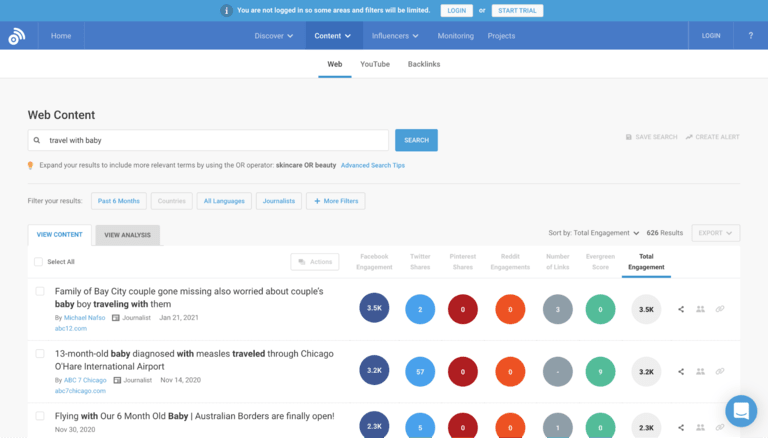 You are not logged in so some areas and filters will be limited. LOGIN or START TRIAL
Home Discover Content Influencers Monitoring Projects LOGIN ?
Web YouTube Backlinks
Web Content
travel with baby SEARCH SAVE SEARCH CREATE ALERT
Expand your results to include more relevant terms by using the OR operator: skincare OR beauty Advanced Search Tips
Filter your results: Past 6 Months Countries All Languages Journalists + More Filters
VIEW CONTENT VIEW ANALYSIS Sort by: Total Engagement 626 Results EXPORT
Select All Actions
Facebook Twitter Pinterest Reddit Number Evergreen Total
Engagement Shares Shares Engagements of Links Score Engagement
Family of Bay City couple gone missing also worried about couple's
baby boy traveling with them
3.5K 2 0 0 3 0 3.5K
By Michael Nafso Journalist Jan 21, 2021
abc12.com
13-month-old baby diagnosed with measles traveled through Chicago
O'Hare International Airport
3.2K 57 0 0 - 9 3.2K
By ABC 7 Chicago Journalist Nov 14, 2020
abc7chicago.com
Flying with Our 6 Month Old Baby | Australian Borders are finally open!
2.3K 5 0 0 1 0 2.3K
Nov 30, 2020